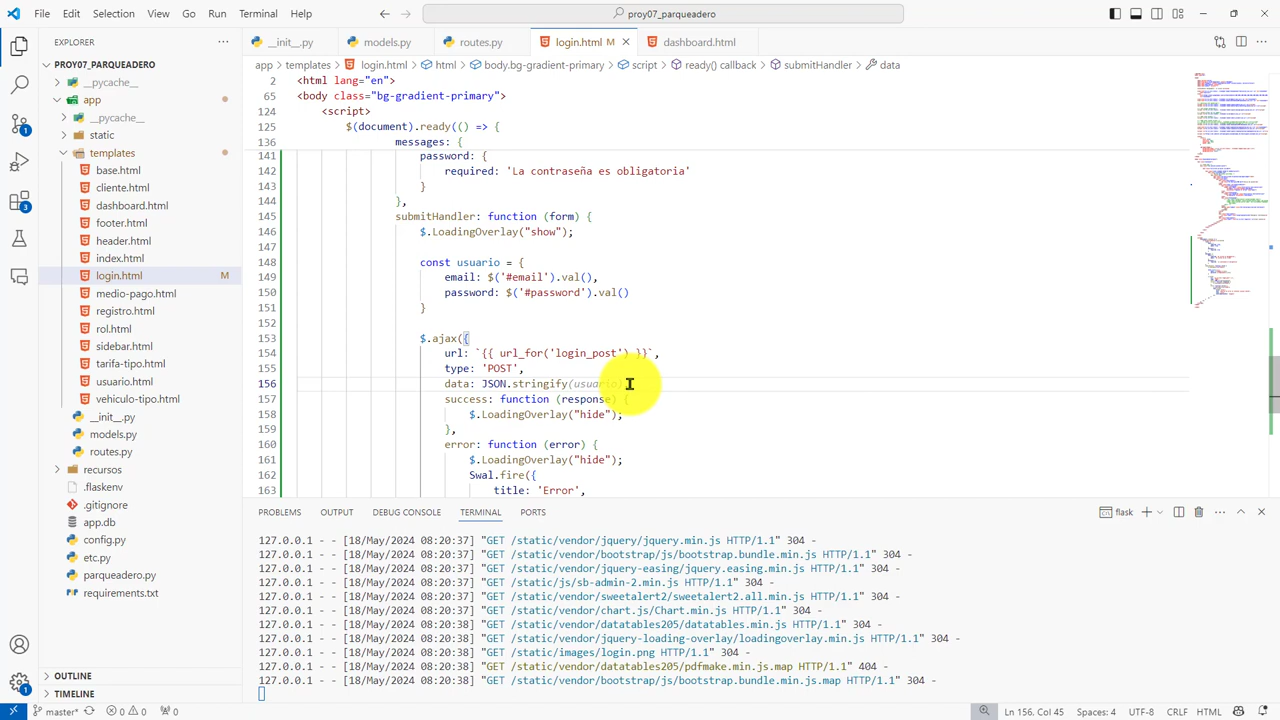 File Edit Selection View Go Run Terminal Help
proy07_parqueadero
EXPLORER
__init__.py
models.py
routes.py
login.html M
dashboard.html
PROY07_PARQUEADERO
app > templates > login.html > html > body.bg-gradient-primary > script > ready() callback > submitHandler > data
__pycache__
app
__pycache__
static
templates
base.html
cliente.html
dashboard.html
footer.html
header.html
index.html
login.html M
medio-pago.html
registro.html
rol.html
sidebar.html
tarifa-tipo.html
usuario.html
vehiculo-tipo.html
__init__.py
models.py
routes.py
recursos
.flaskenv
.gitignore
app.db
config.py
etc.py
parqueadero.py
requirements.txt
OUTLINE
TIMELINE
2 <html lang="en">
65 <body class="bg-gradient-primary
124 <script>
125 $(document).ready(() =>
136 messages: {
141 password: {
142
143 }
144 },
145 submitHandler: function (form) {
146 $.LoadingOverlay("show");
147
148 const usuario = {
149 email: $('#email').val(),
150 password: $('#password').val()
151 }
152
153 $.ajax({
154 url: `{{ url_for('login_post') }}`,
155 type: 'POST',
156 data: JSON.stringify(usuario)
157 success: function (response) {
158 $.LoadingOverlay("hide");
159 },
160 error: function (error) {
161 $.LoadingOverlay("hide");
162 Swal.fire({
163 title: 'Error',
PROBLEMS OUTPUT DEBUG CONSOLE TERMINAL PORTS
flask
127.0.0.1 - - [18/May/2024 08:20:37] "GET /static/vendor/jquery/jquery.min.js HTTP/1.1" 304 -
127.0.0.1 - - [18/May/2024 08:20:37] "GET /static/vendor/bootstrap/js/bootstrap.bundle.min.js HTTP/1.1" 304 -
127.0.0.1 - - [18/May/2024 08:20:37] "GET /static/vendor/jquery-easing/jquery.easing.min.js HTTP/1.1" 304 -
127.0.0.1 - - [18/May/2024 08:20:37] "GET /static/js/sb-admin-2.min.js HTTP/1.1" 304 -
127.0.0.1 - - [18/May/2024 08:20:37] "GET /static/vendor/sweetalert2/sweetalert2.all.min.js HTTP/1.1" 304 -
127.0.0.1 - - [18/May/2024 08:20:38] "GET /static/vendor/chart.js/Chart.min.js HTTP/1.1" 304 -
127.0.0.1 - - [18/May/2024 08:20:38] "GET /static/vendor/datatables205/datatables.min.js HTTP/1.1" 304 -
127.0.0.1 - - [18/May/2024 08:20:38] "GET /static/vendor/jquery-loading-overlay/loadingoverlay.min.js HTTP/1.1" 304 -
127.0.0.1 - - [18/May/2024 08:20:38] "GET /static/images/login.png HTTP/1.1" 304 -
127.0.0.1 - - [18/May/2024 08:20:38] "GET /static/vendor/datatables205/pdfmake.min.js.map HTTP/1.1" 404 -
127.0.0.1 - - [18/May/2024 08:20:38] "GET /static/vendor/bootstrap/js/bootstrap.bundle.min.js.map HTTP/1.1" 304 -
master* 0 0 0 Ln 156, Col 45 Spaces: 4 UTF-8 CRLF HTML